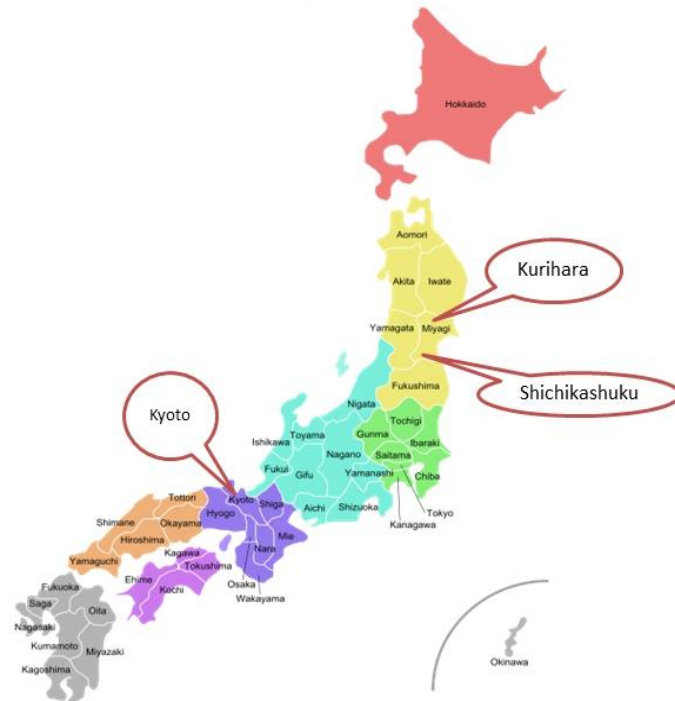 Hokkaido
Aomori
Kurihara
Akita
Iwate
Yamagata
Miyagi
Shichikashuku
Fukushima
Kyoto
Nigata
Tochigi
Gunma
Ishikawa
Toyama
Ibaraki
Nagano
Saitama
Fukui
Gifu
Yamanashi
Chiba
Tottori
Kyoto
Shiga
Aichi
Shizuoka
Tokyo
Hyogo
Kanagawa
Shimane
Okayama
Mie
Hiroshima
Nara
Kagawa
Yamaguchi
Tokushima
Osaka
Ehime
Kochi
Wakayama
Fukuoka
Saga
Oita
Nagasaki
Kumamoto
Miyazaki
Okinawa
Kagoshima